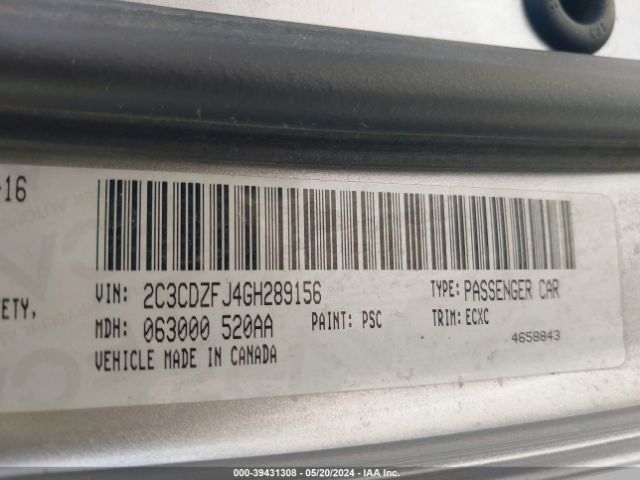 -16
ETY,
VIN: 2C3CDZFJ4GH289156 TYPE: PASSENGER CAR
MDH: 063000 520AA PAINT: PSC TRIM: ECXC
VEHICLE MADE IN CANADA 4658843
000-39431308 - 05/20/2024 - IAA Inc.